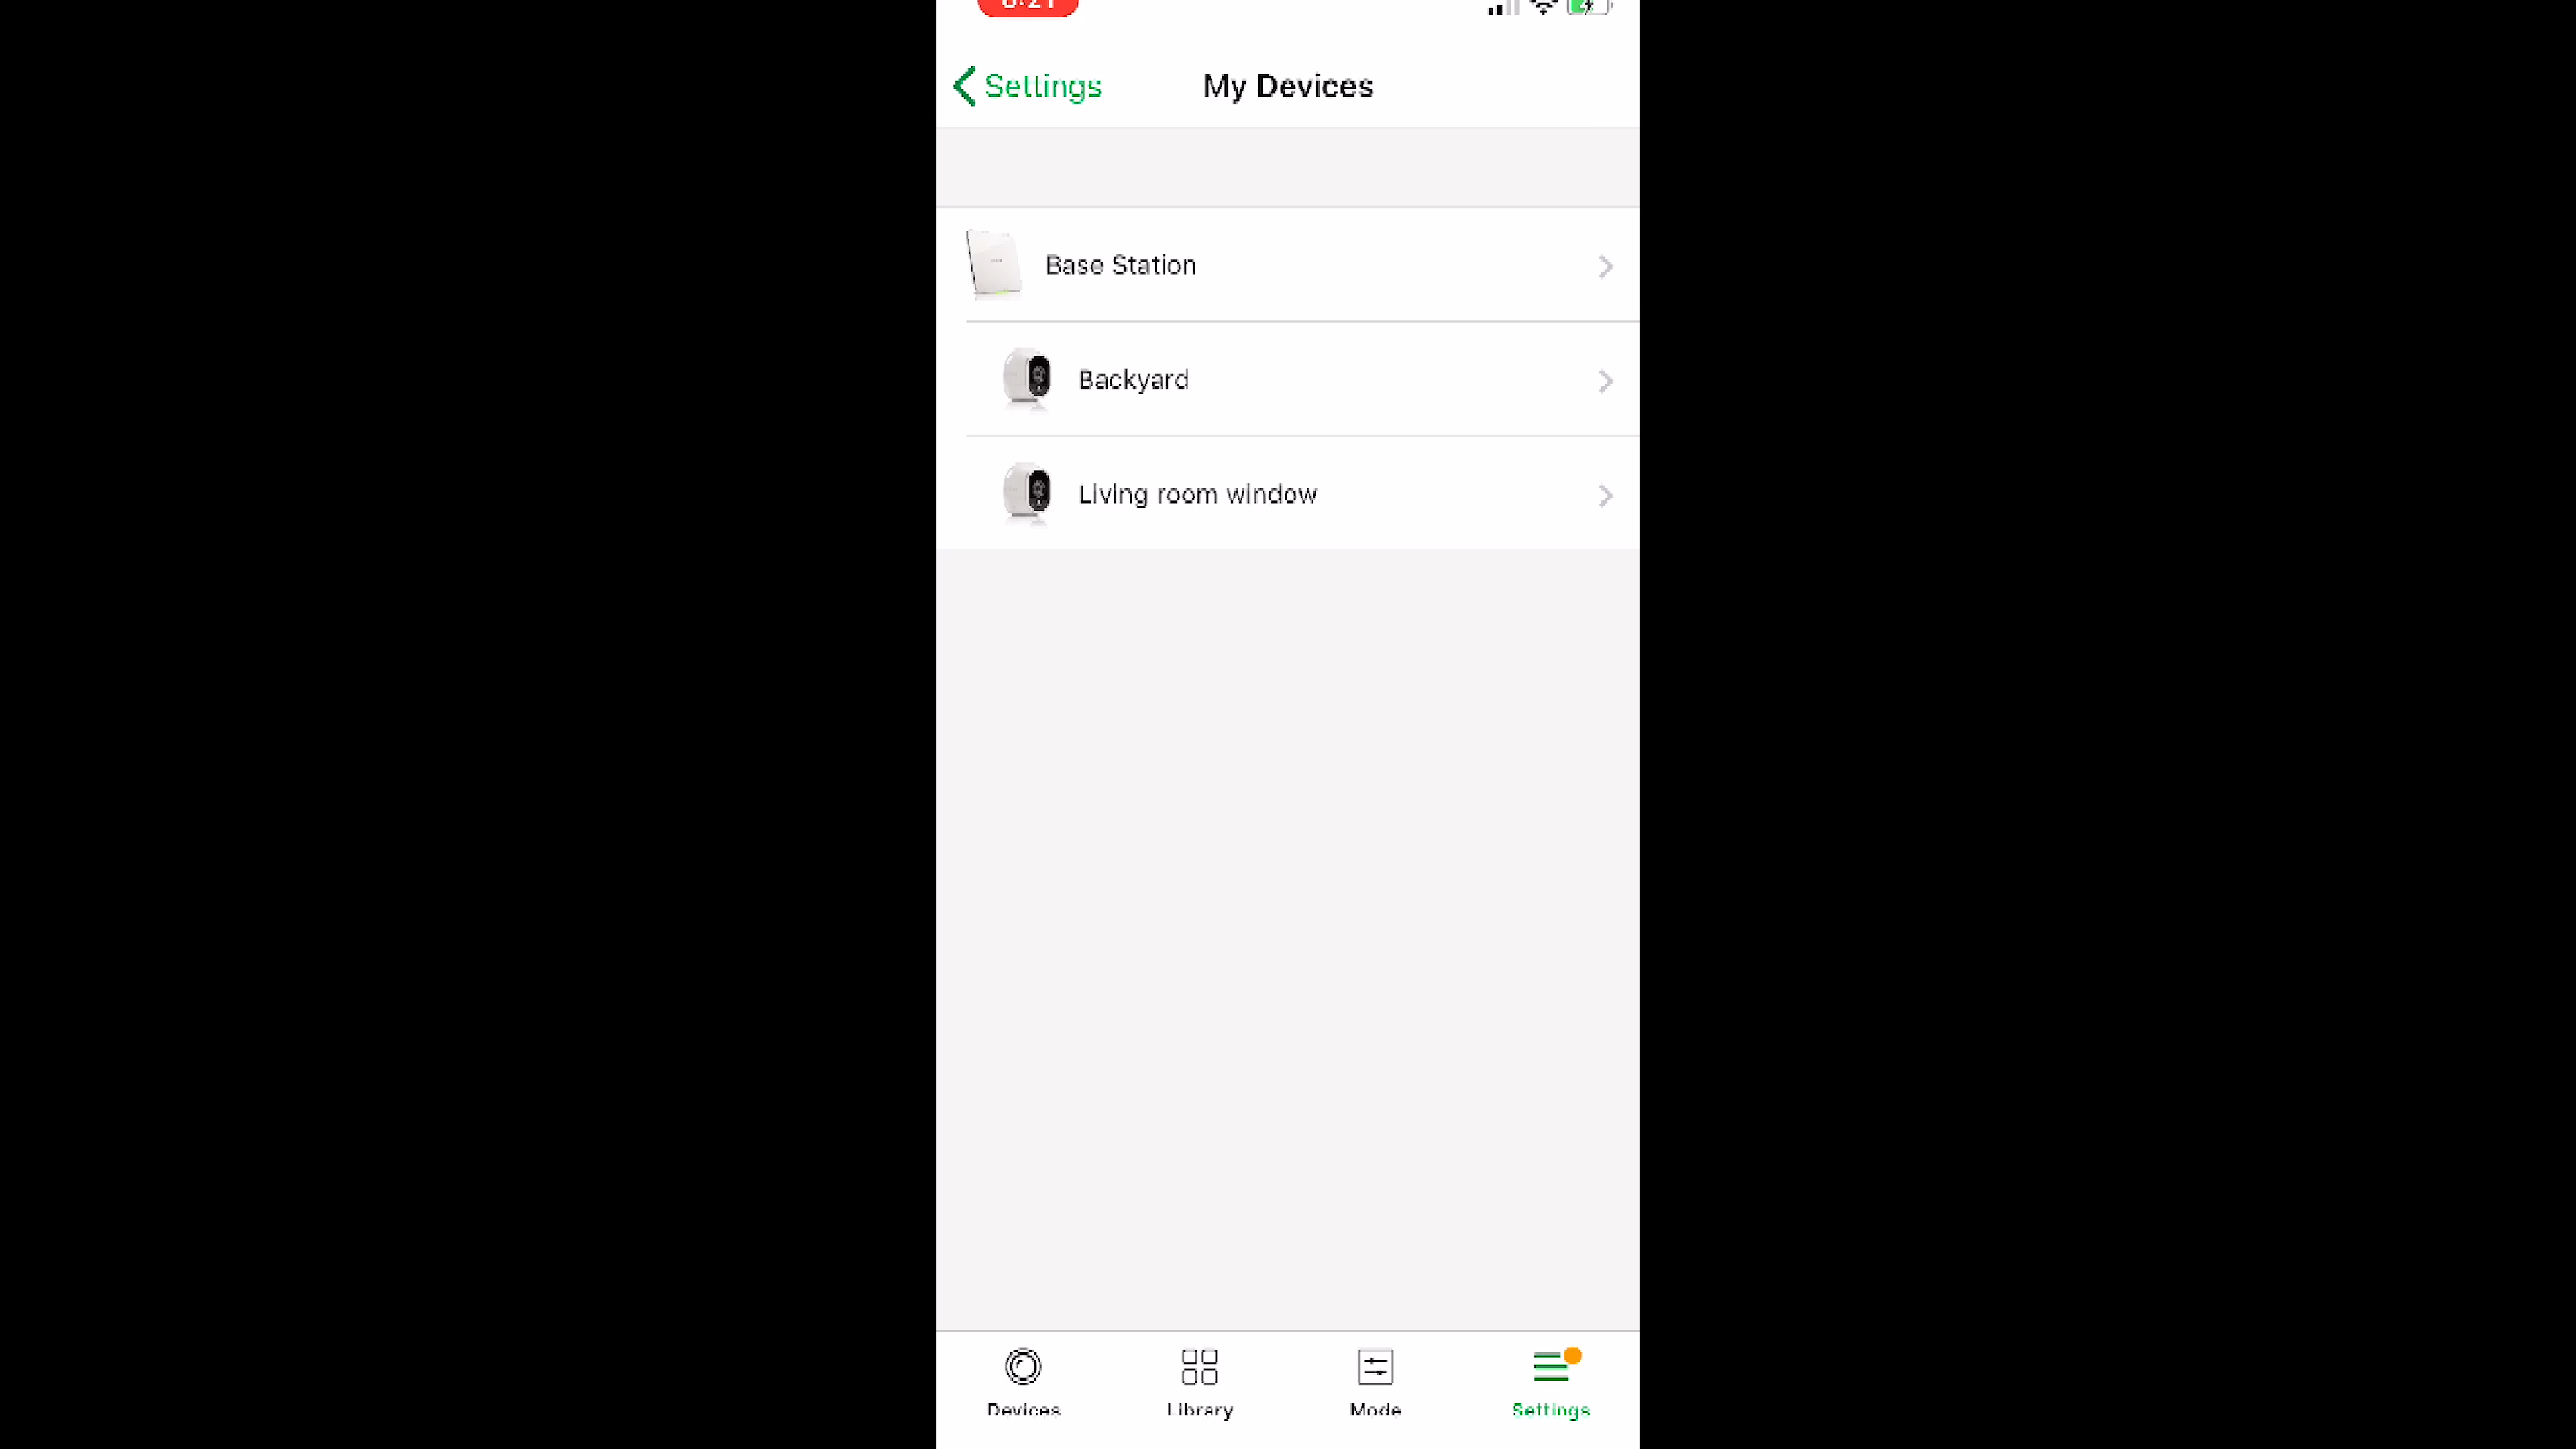 Settings
My Devices
Base Station
Backyard
Living room window
Devices
Library
Mode
Settings